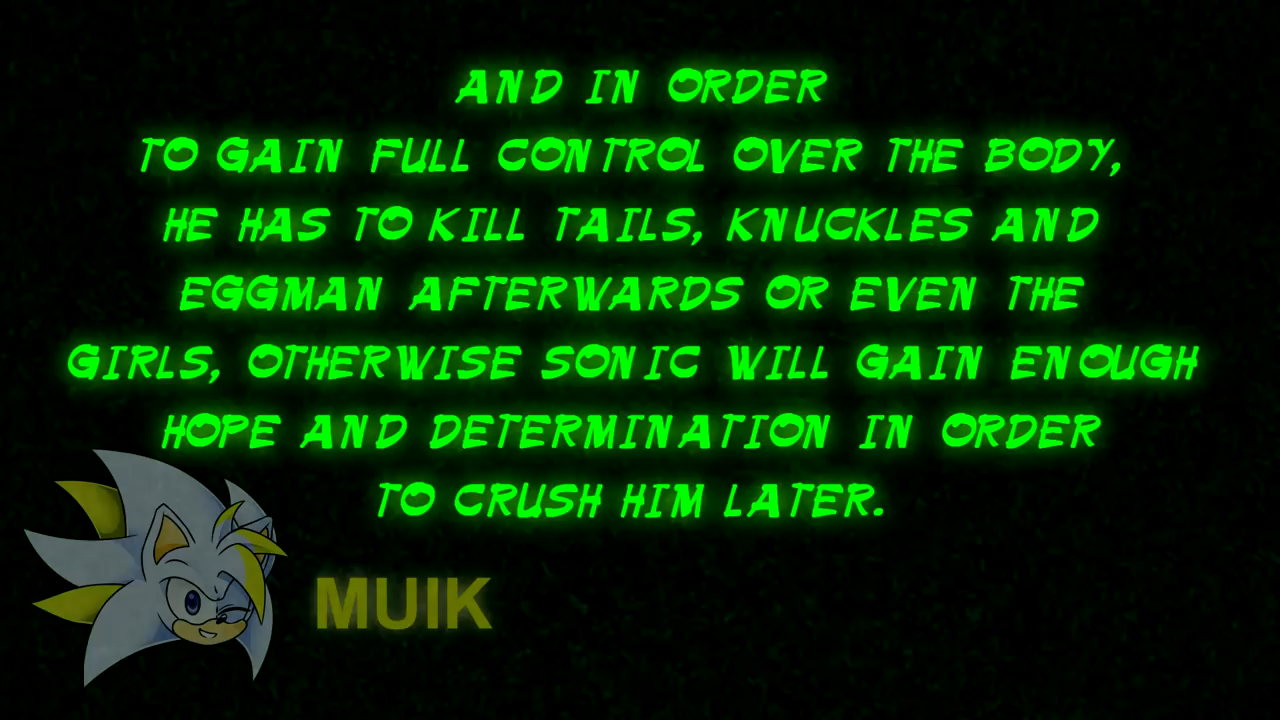 AND IN ORDER
TO GAIN FULL CONTROL OVER THE BODY,
HE HAS TO KILL TAILS, KNUCKLES AND
EGGMAN AFTERWARDS OR EVEN THE
GIRLS, OTHERWISE SONIC WILL GAIN ENOUGH
HOPE AND DETERMINATION IN ORDER
TO CRUSH HIM LATER.
MUIK